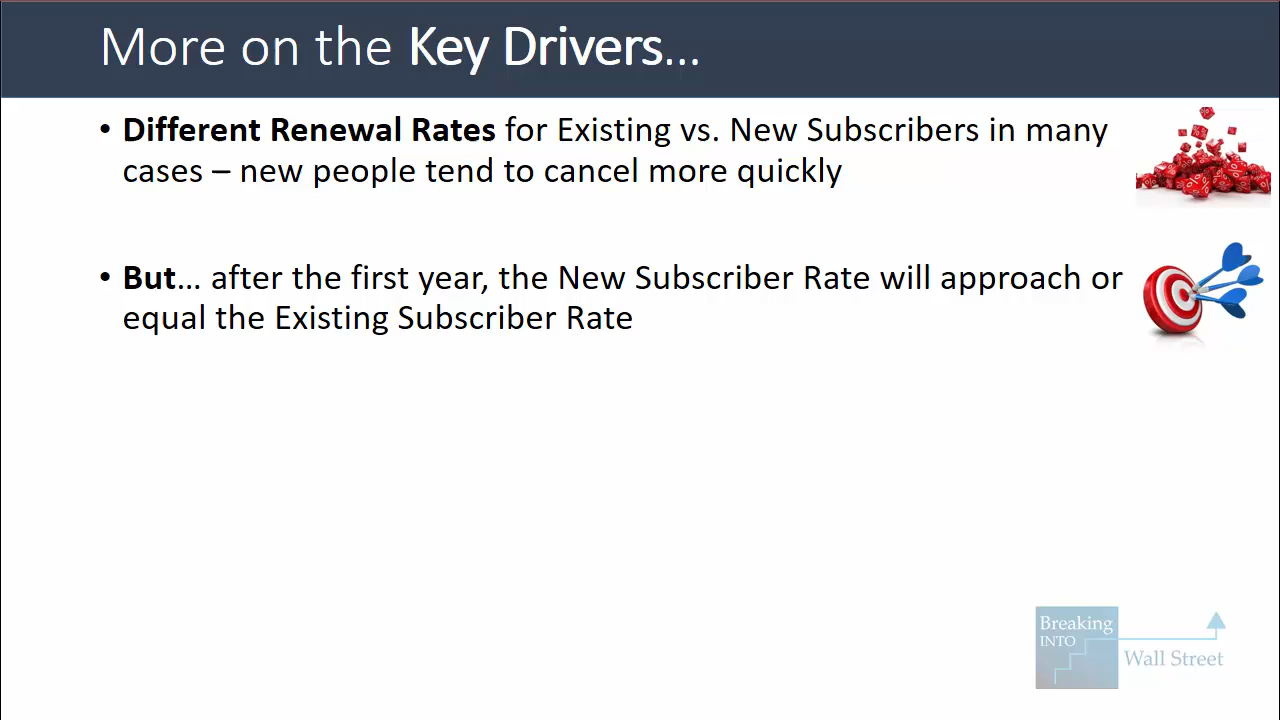 More on the Key Drivers...
• Different Renewal Rates for Existing vs. New Subscribers in many
cases – new people tend to cancel more quickly
• But... after the first year, the New Subscriber Rate will approach or
equal the Existing Subscriber Rate
Breaking
INTO
Wall Street